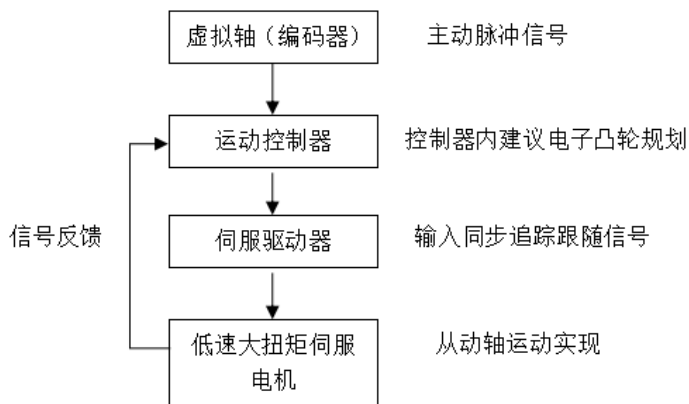 虚拟轴（编码器）
主动脉冲信号
运动控制器
控制器内建议电子凸轮规划
信号反馈
伺服驱动器
输入同步追踪跟随信号
低速大扭矩伺服
电机
从动轴运动实现